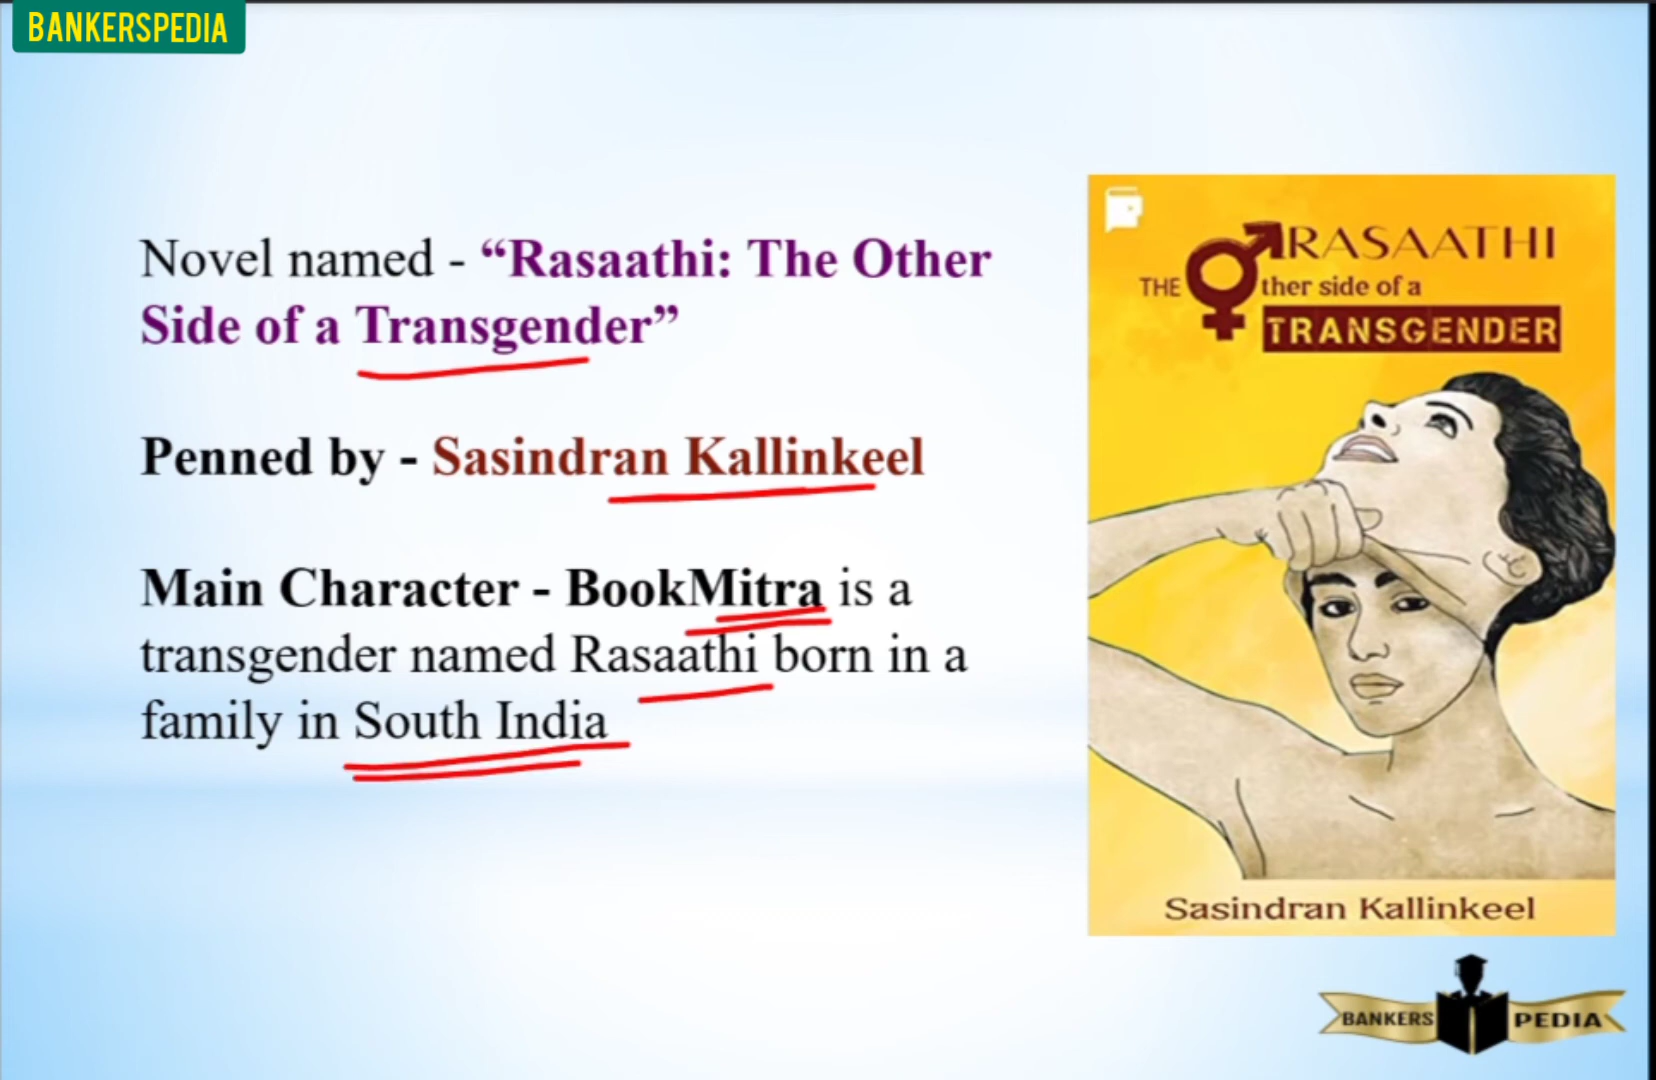 BANKERSPEDIA
Novel named - “Rasaathi: The Other
Side of a Transgender”
Penned by - Sasindran Kallinkeel
Main Character - BookMitra is a
transgender named Rasaathi born in a
family in South India
RASAATHI
THE Other side of a
TRANSGENDER
Sasindran Kallinkeel
BANKERS PEDIA